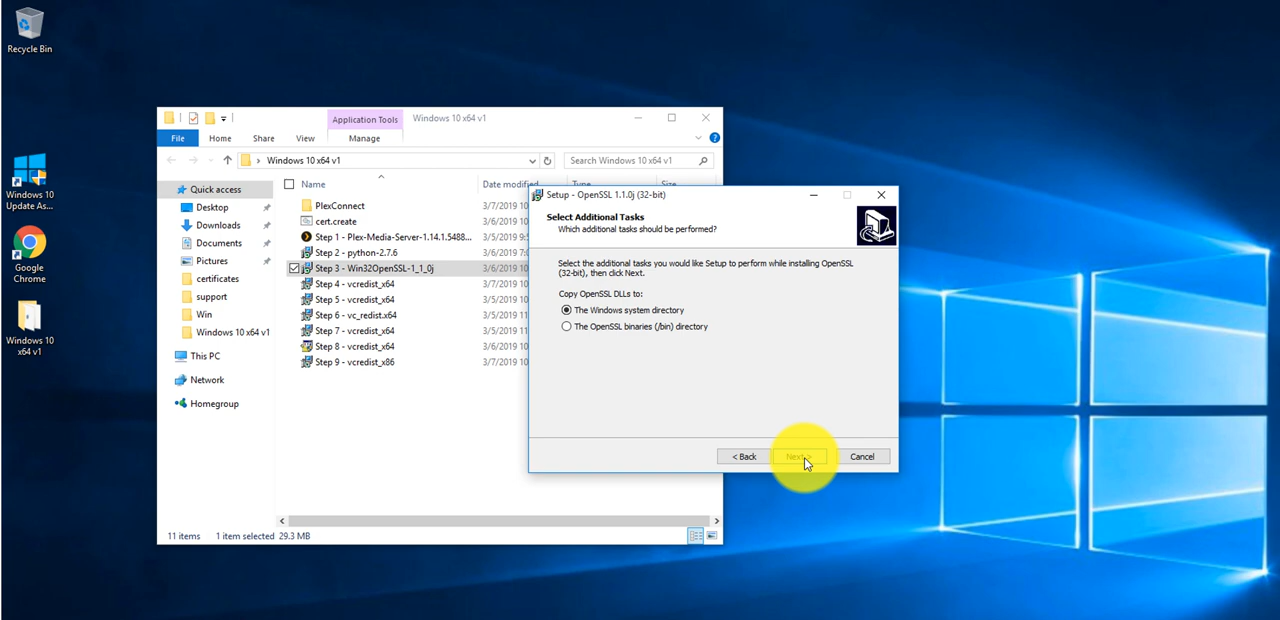 Recycle Bin
Windows 10
Update As...
Google
Chrome
Windows 10
x64 v1
Application Tools
Windows 10 x64 v1
File
Home
Share
View
Manage
Windows 10 x64 v1
Search Windows 10 x64 v1
Quick access
Desktop
Downloads
Documents
Pictures
certificates
support
Win
Windows 10 x64 v1
This PC
Network
Homegroup
Name
Date modified
Type
Size
PlexConnect
3/7/2019 10
cert.create
3/6/2019 10
Step 1 - Plex-Media-Server-1.14.1.5488...
3/5/2019 9:5
Step 2 - python-2.7.6
3/6/2019 7:0
Step 3 - Win32OpenSSL-1_1_0j
3/6/2019 10
Step 4 - vcredist_x64
3/7/2019 10
Step 5 - vcredist_x64
3/5/2019 11
Step 6 - vc_redist.x64
3/5/2019 11
Step 7 - vcredist_x64
3/5/2019 11
Step 8 - vcredist_x64
3/6/2019 10
Step 9 - vcredist_x86
3/7/2019 10
11 items
1 item selected 29.3 MB
Setup - OpenSSL 1.1.0j (32-bit)
Select Additional Tasks
Which additional tasks should be performed?
Select the additional tasks you would like Setup to perform while installing OpenSSL
(32-bit), then click Next.
Copy OpenSSL DLLs to:
The Windows system directory
The OpenSSL binaries (/bin) directory
< Back
Next >
Cancel